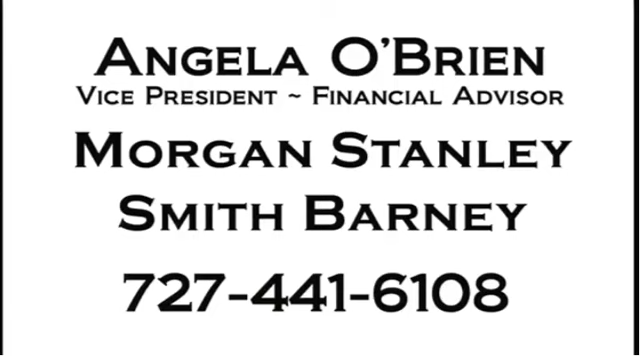 Angela O'Brien
Vice President ~ Financial Advisor
Morgan Stanley
Smith Barney
727-441-6108